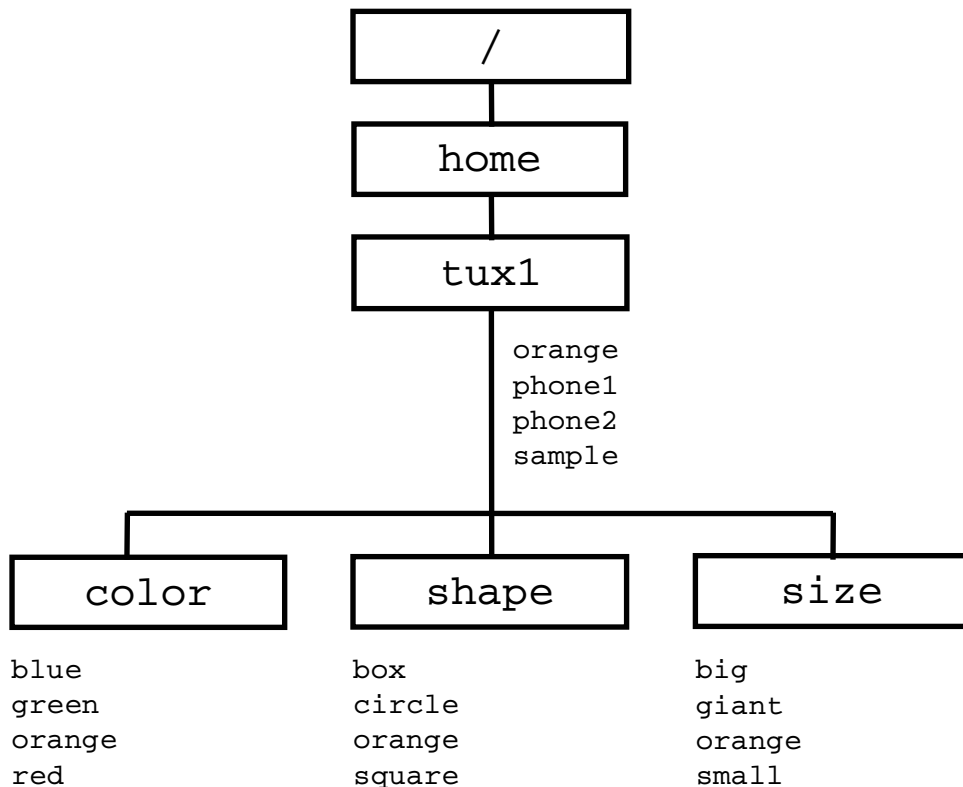 /
home
tux1
orange
phone1
phone2
sample
color
shape
size
blue
green
orange
red
box
circle
orange
square
big
giant
orange
small